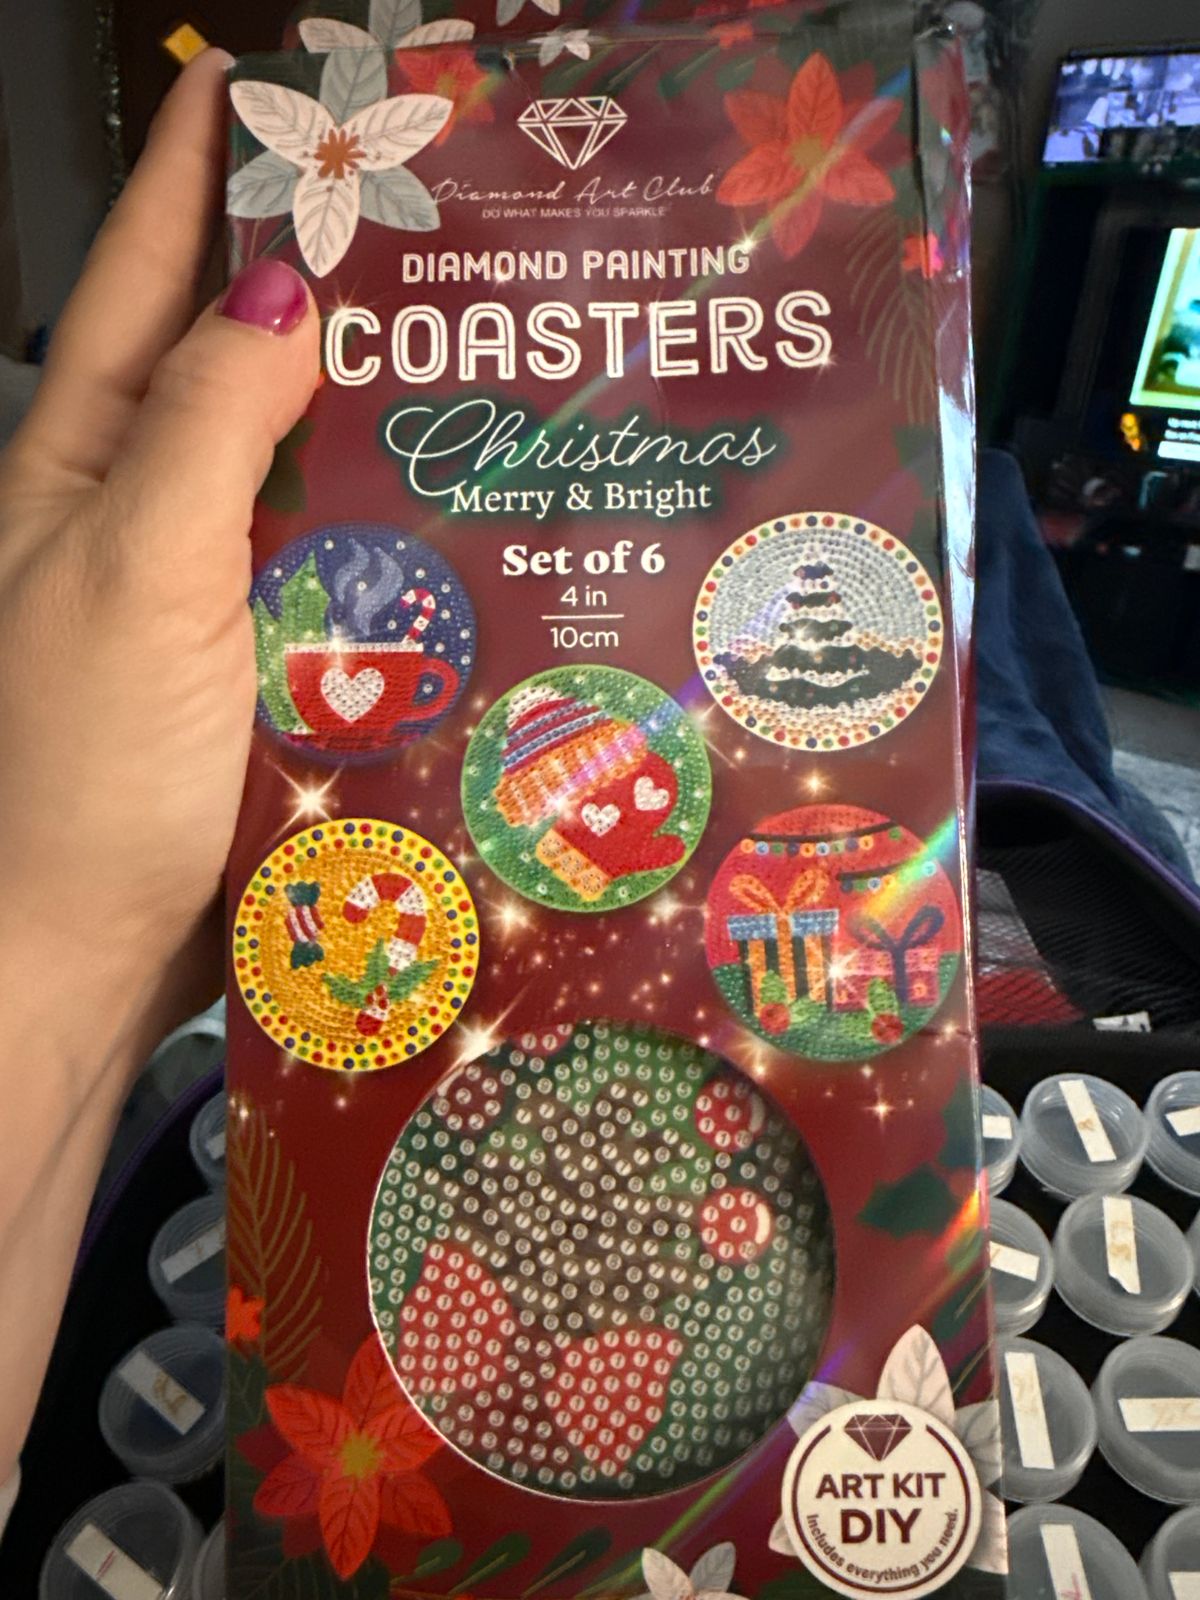 Diamond Art Club
DO WHAT MAKES YOU SPARKLE
DIAMOND PAINTING
COASTERS
Christmas
Merry & Bright
Set of 6
4 in
10cm
ART KIT
DIY
Includes everything you need.